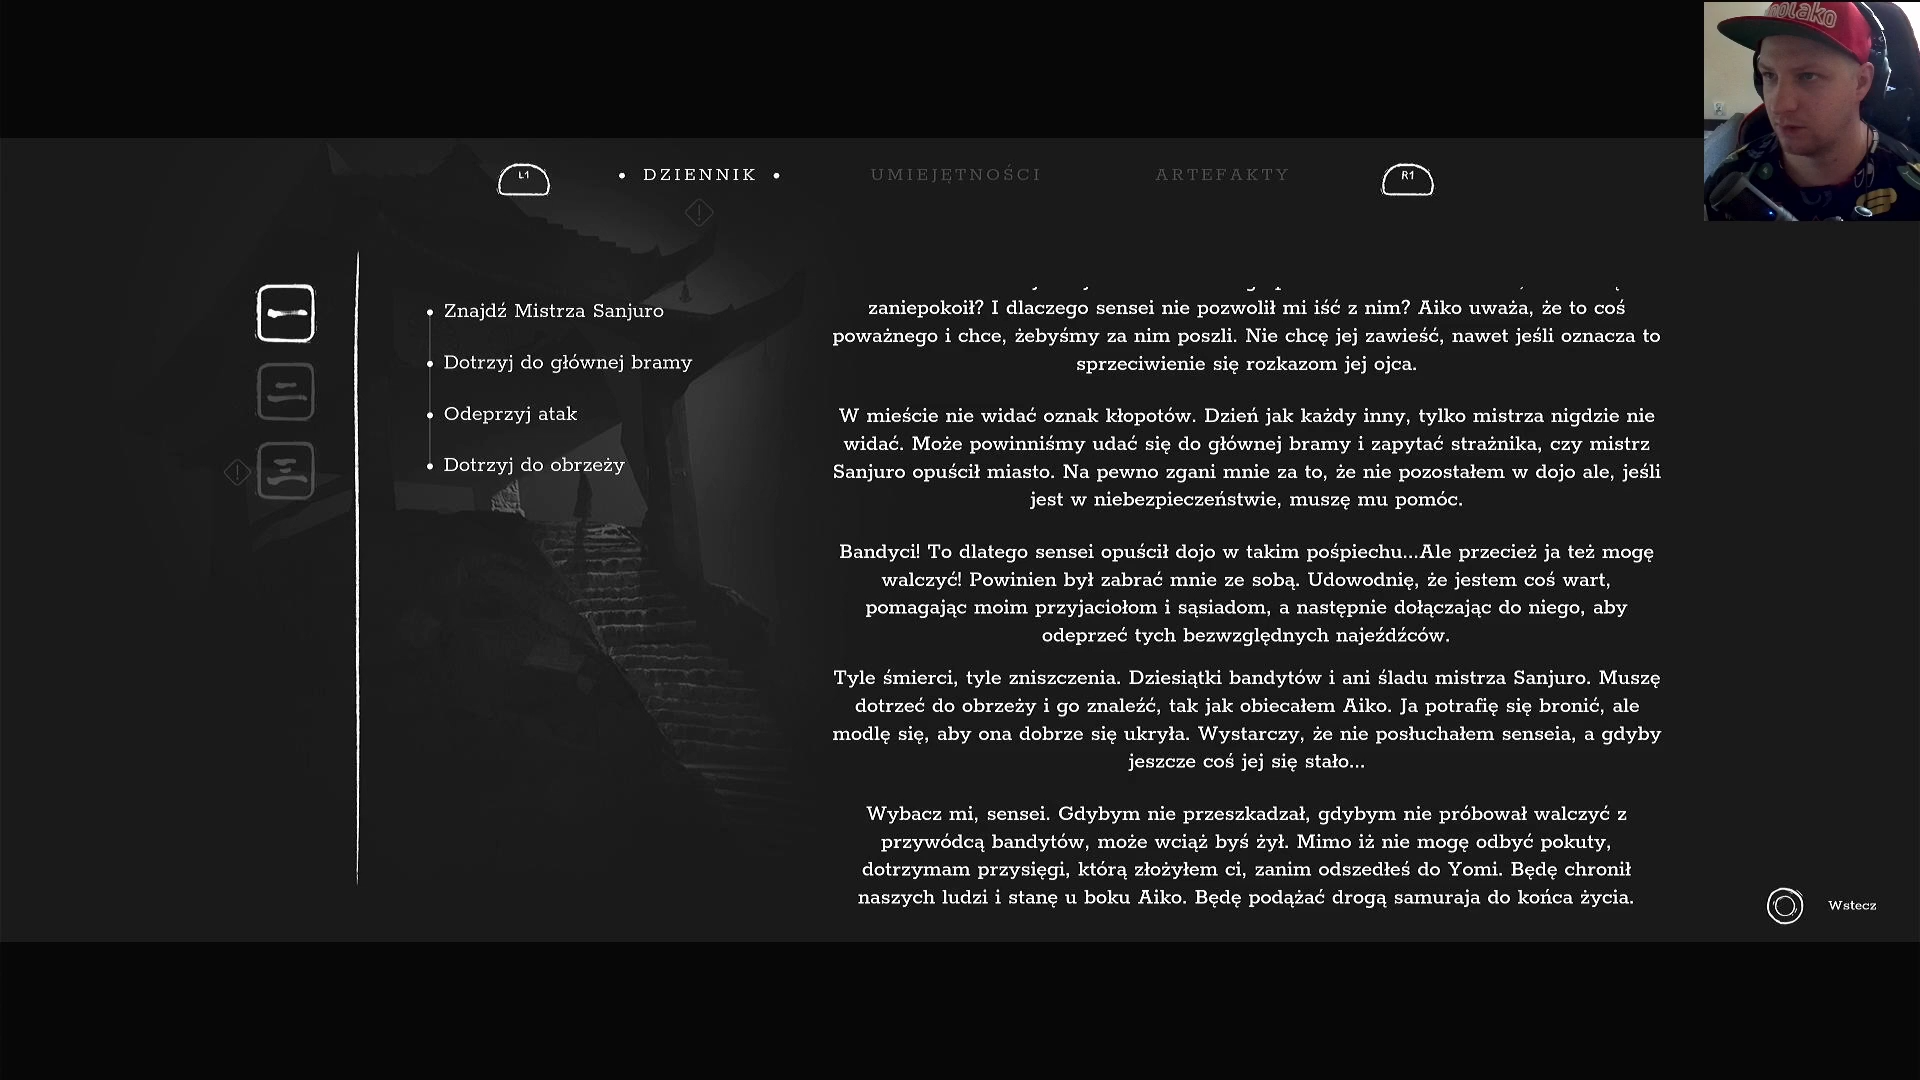 polako
L1
DZIENNIK
UMIEJĘTNOŚCI
ARTEFAKTY
R1
一
二
三
Znajdź Mistrza Sanjuro
Dotrzyj do głównej bramy
Odeprzyj atak
Dotrzyj do obrzeży
zaniepokoił? I dlaczego sensei nie pozwolił mi iść z nim? Aiko uważa, że to coś
poważnego i chce, żebyśmy za nim poszli. Nie chcę jej zawieść, nawet jeśli oznacza to
sprzeciwienie się rozkazom jej ojca.
W mieście nie widać oznak kłopotów. Dzień jak każdy inny, tylko mistrza nigdzie nie
widać. Może powinniśmy udać się do głównej bramy i zapytać strażnika, czy mistrz
Sanjuro opuścił miasto. Na pewno zgani mnie za to, że nie pozostałem w dojo ale, jeśli
jest w niebezpieczeństwie, muszę mu pomóc.
Bandyci! To dlatego sensei opuścił dojo w takim pośpiechu...Ale przecież ja też mogę
walczyć! Powinien był zabrać mnie ze sobą. Udowodnię, że jestem coś wart,
pomagając moim przyjaciołom i sąsiadom, a następnie dołączając do niego, aby
odeprzeć tych bezwzględnych najeźdźców.
Tyle śmierci, tyle zniszczenia. Dziesiątki bandytów i ani śladu mistrza Sanjuro. Muszę
dotrzeć do obrzeży i go znaleźć, tak jak obiecałem Aiko. Ja potrafię się bronić, ale
modlę się, aby ona dobrze się ukryła. Wystarczy, że nie posłuchałem senseia, a gdyby
jeszcze coś jej się stało...
Wybacz mi, sensei. Gdybym nie przeszkadzał, gdybym nie próbował walczyć z
przywódcą bandytów, może wciąż byś żył. Mimo iż nie mogę odbyć pokuty,
dotrzymam przysięgi, którą złożyłem ci, zanim odszedłeś do Yomi. Będę chronił
naszych ludzi i stanę u boku Aiko. Będę podążać drogą samuraja do końca życia.
Wstecz